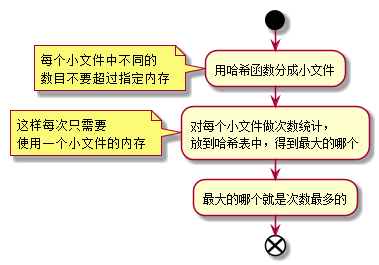 每个小文件中不同的
数目不要超过指定内存
用哈希函数分成小文件
这样每次只需要
使用一个小文件的内存
对每个小文件做次数统计，
放到哈希表中，得到最大的哪个
最大的哪个就是次数最多的